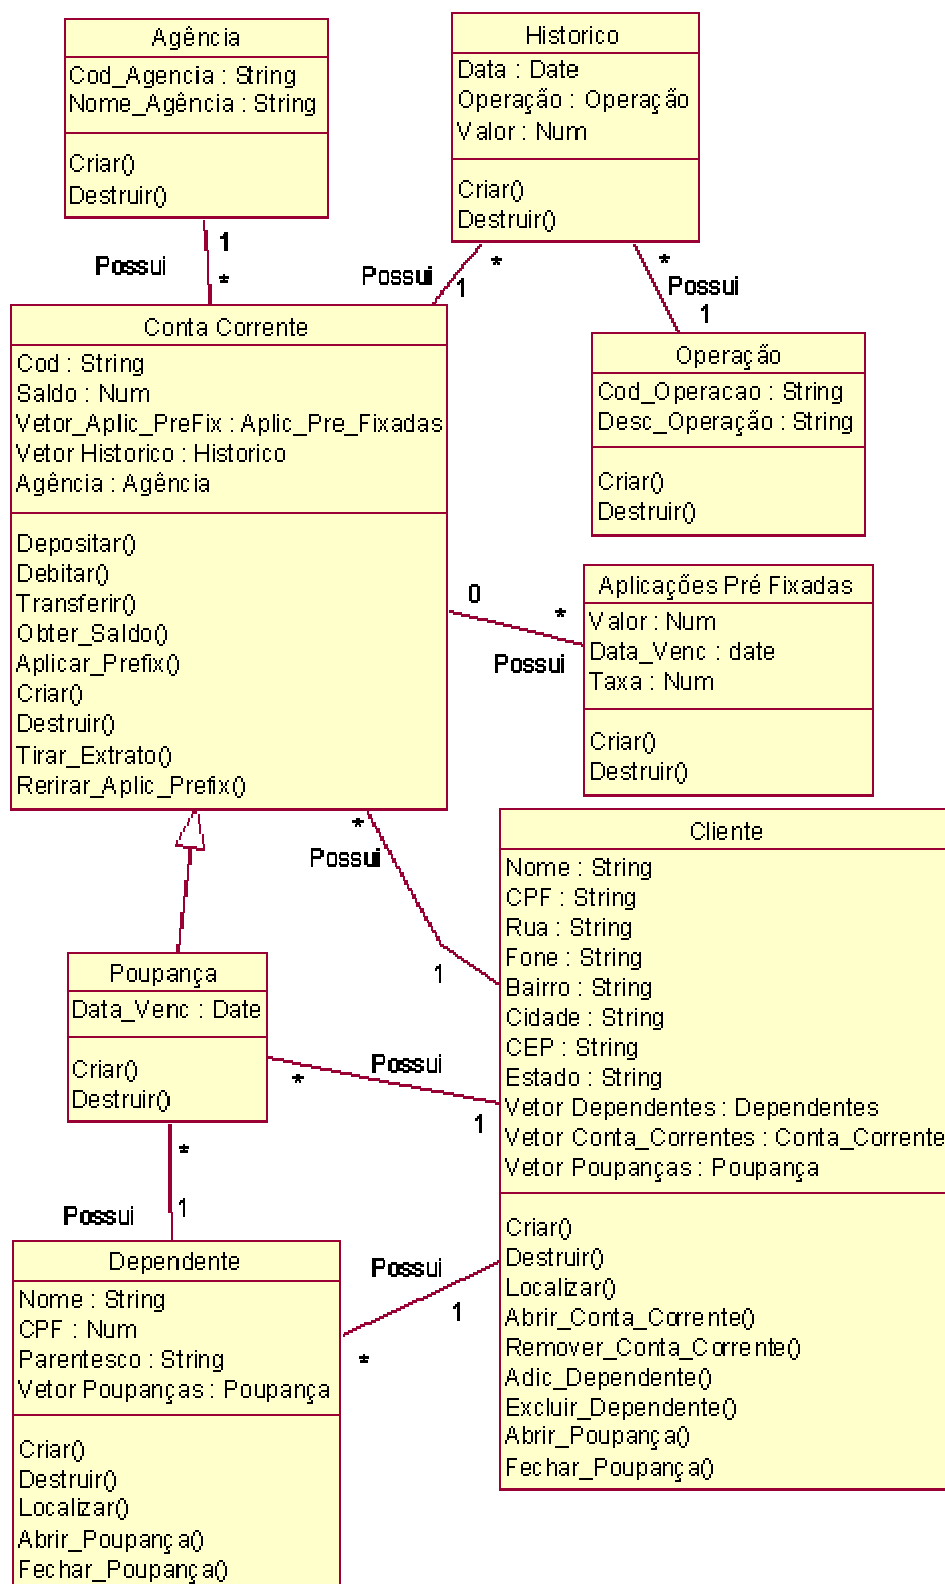 Agência
Cod_Agencia : String
Nome_Agência : String
Criar()
Destruir()
Historico
Data : Date
Operação : Operação
Valor : Num
Criar()
Destruir()
1
Possui
*
*
Possui
1
*
Possui
1
Conta Corrente
Cod : String
Saldo : Num
Vetor_Aplic_PreFix : Aplic_Pre_Fixadas
Vetor Historico : Historico
Agência : Agência
Depositar()
Debitar()
Transferir()
Obter_Saldo()
Aplicar_Prefix()
Criar()
Destruir()
Tirar_Extrato()
Rerirar_Aplic_Prefix()
Operação
Cod_Operacao : String
Desc_Operação : String
Criar()
Destruir()
0
*
Possui
Aplicações Pré Fixadas
Valor : Num
Data_Venc : date
Taxa : Num
Criar()
Destruir()
*
Possui
1
Cliente
Nome : String
CPF : String
Rua : String
Fone : String
Bairro : String
Cidade : String
CEP : String
Estado : String
Vetor Dependentes : Dependentes
Vetor Conta_Correntes : Conta_Corrente
Vetor Poupanças : Poupança
Criar()
Destruir()
Localizar()
Abrir_Conta_Corrente()
Remover_Conta_Corrente()
Adic_Dependente()
Excluir_Dependente()
Abrir_Poupança()
Fechar_Poupança()
Poupança
Data_Venc : Date
Criar()
Destruir()
Possui
*
1
*
Possui
1
Possui
1
*
Dependente
Nome : String
CPF : Num
Parentesco : String
Vetor Poupanças : Poupança
Criar()
Destruir()
Localizar()
Abrir_Poupança()
Fechar_Poupança()